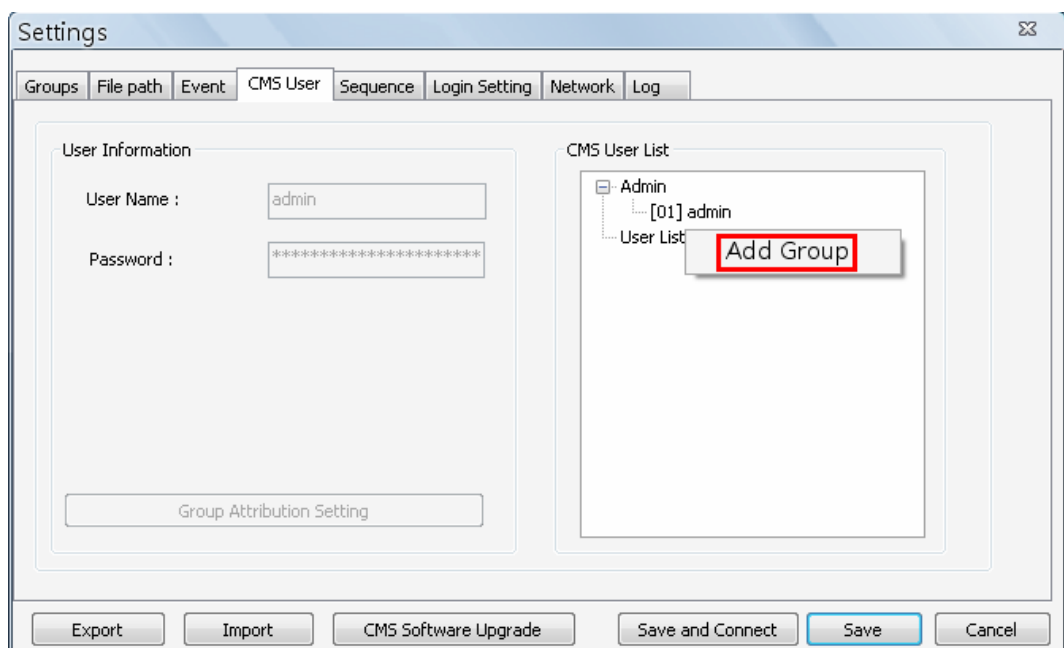 Settings
Groups File path Event CMS User Sequence Login Setting Network Log
User Information
User Name :
admin
Password :
**********************
Group Attribution Setting
CMS User List
Admin
[01] admin
User List
Add Group
Export Import CMS Software Upgrade Save and Connect Save Cancel